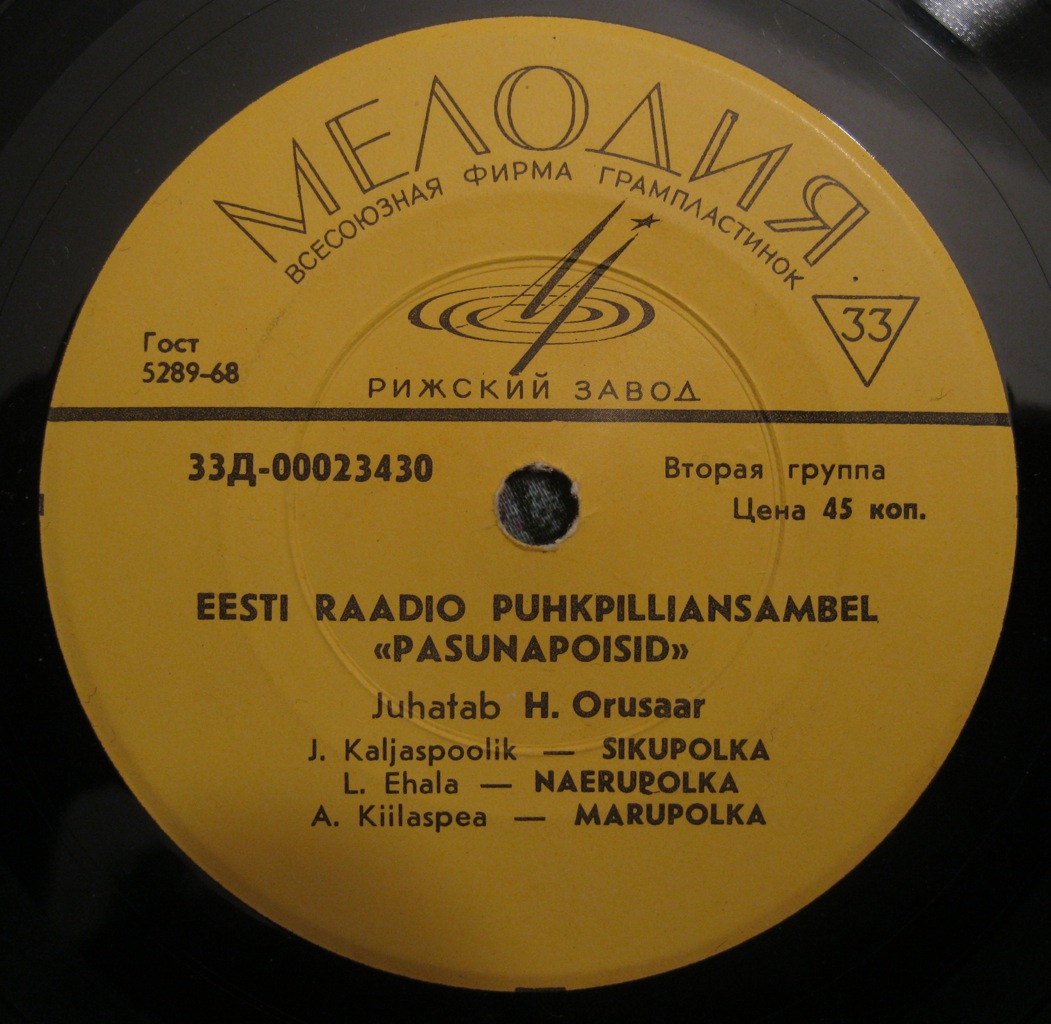 МЕЛОДИЯ
ВСЕСОЮЗНАЯ ФИРМА ГРАМПЛАСТИНОК
33
Гост
5289-68
РИЖСКИЙ ЗАВОД
33Д-00023430
Вторая группа
Цена 45 коп.
EESTI RAADIO PUHKPILLIANSAMBEL
«PASUNAPOISID»
Juhatab H. Orusaar
J. Kaljaspoolik — SIKUPOLKA
L. Ehala — NAERUPOLKA
A. Kiilaspea — MARUPOLKA